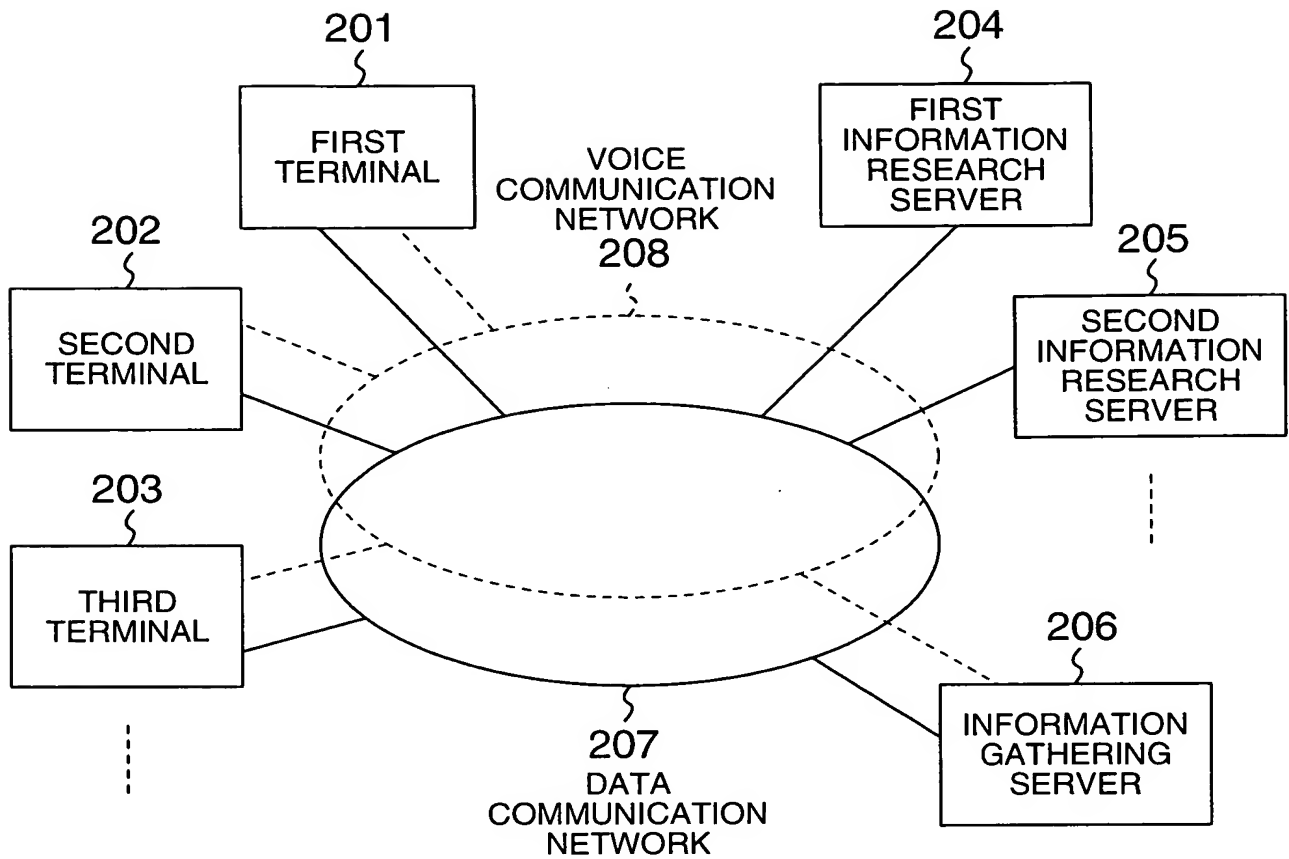 201
FIRST
TERMINAL
204
FIRST
INFORMATION
RESEARCH
SERVER
VOICE
COMMUNICATION
NETWORK
208
202
SECOND
TERMINAL
205
SECOND
INFORMATION
RESEARCH
SERVER
203
THIRD
TERMINAL
206
INFORMATION
GATHERING
SERVER
207
DATA
COMMUNICATION
NETWORK